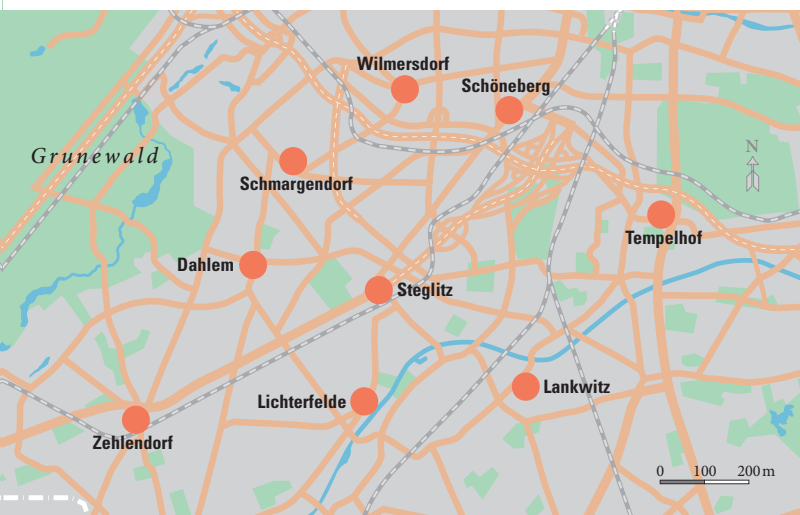 Wilmersdorf
Schöneberg
N
Grunewald
Schmargendorf
Tempelhof
Dahlem
Steglitz
Lankwitz
Lichterfelde
Zehlendorf
0 100 200 m